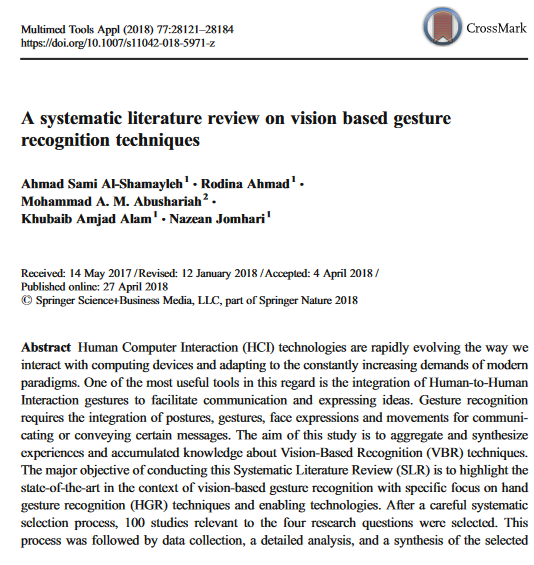 Multimed Tools Appl (2018) 77:28121–28184
https://doi.org/10.1007/s11042-018-5971-z
CrossMark
A systematic literature review on vision based gesture
recognition techniques
Ahmad Sami Al-Shamayleh1 · Rodina Ahmad1 ·
Mohammad A. M. Abushariah2 ·
Khubaib Amjad Alam1 · Nazean Jomhari1
Received: 14 May 2017 / Revised: 12 January 2018 / Accepted: 4 April 2018 /
Published online: 27 April 2018
© Springer Science+Business Media, LLC, part of Springer Nature 2018
Abstract Human Computer Interaction (HCI) technologies are rapidly evolving the way we
interact with computing devices and adapting to the constantly increasing demands of modern
paradigms. One of the most useful tools in this regard is the integration of Human-to-Human
Interaction gestures to facilitate communication and expressing ideas. Gesture recognition
requires the integration of postures, gestures, face expressions and movements for communi-
cating or conveying certain messages. The aim of this study is to aggregate and synthesize
experiences and accumulated knowledge about Vision-Based Recognition (VBR) techniques.
The major objective of conducting this Systematic Literature Review (SLR) is to highlight the
state-of-the-art in the context of vision-based gesture recognition with specific focus on hand
gesture recognition (HGR) techniques and enabling technologies. After a careful systematic
selection process, 100 studies relevant to the four research questions were selected. This
process was followed by data collection, a detailed analysis, and a synthesis of the selected